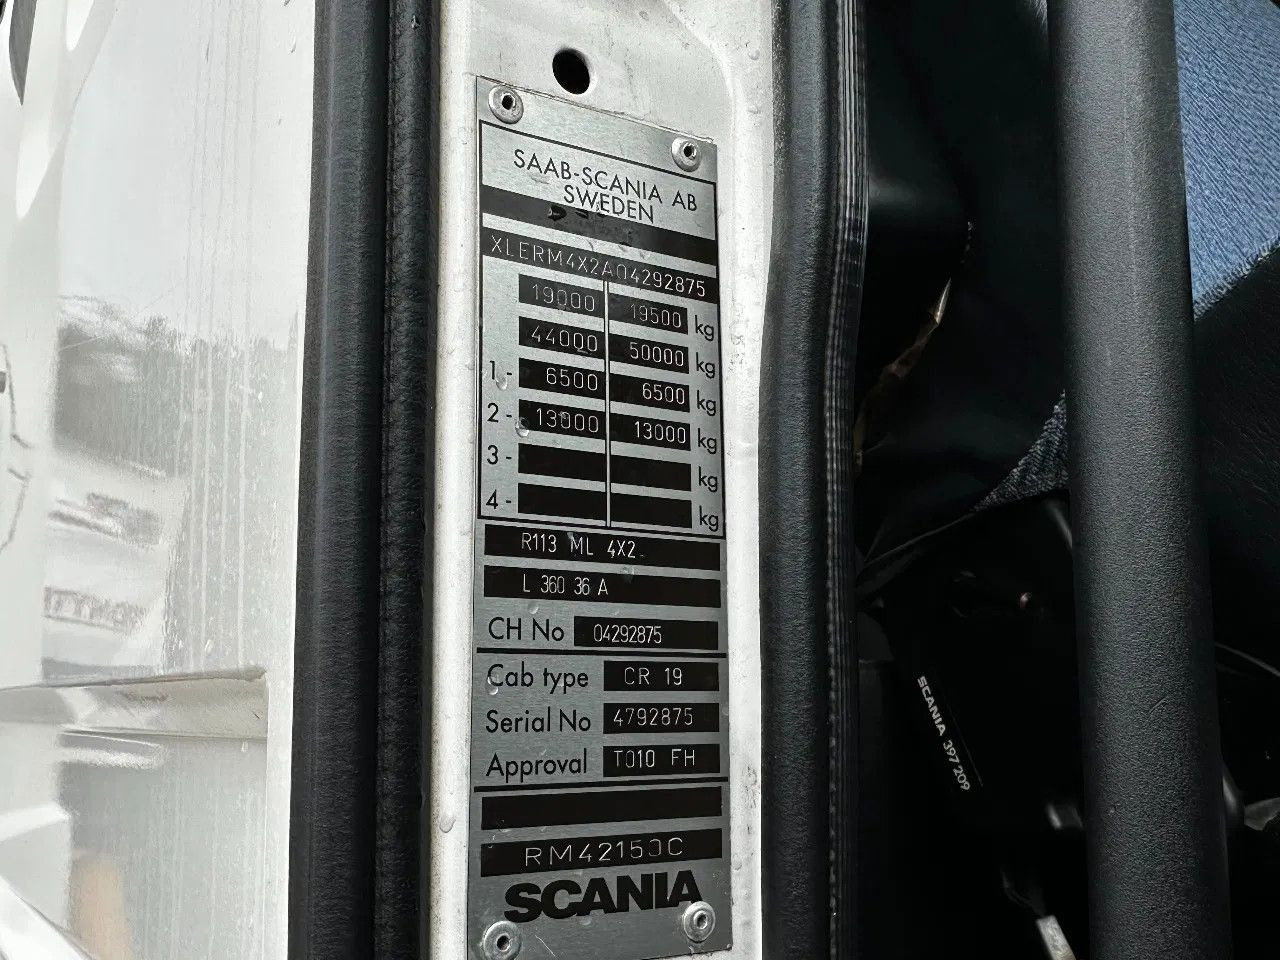 SAAB-SCANIA AB
SWEDEN
XLERM4X2A04292875
19000 19500 kg
44000 50000 kg
1 - 6500 6500 kg
2 - 13000 13000 kg
3 - kg
4 - kg
R113 ML 4X2
L 360 36 A
CH No 04292875
Cab type CR 19
Serial No 4792875
Approval T010 FH
RM42150C
SCANIA
SCANIA 397 209